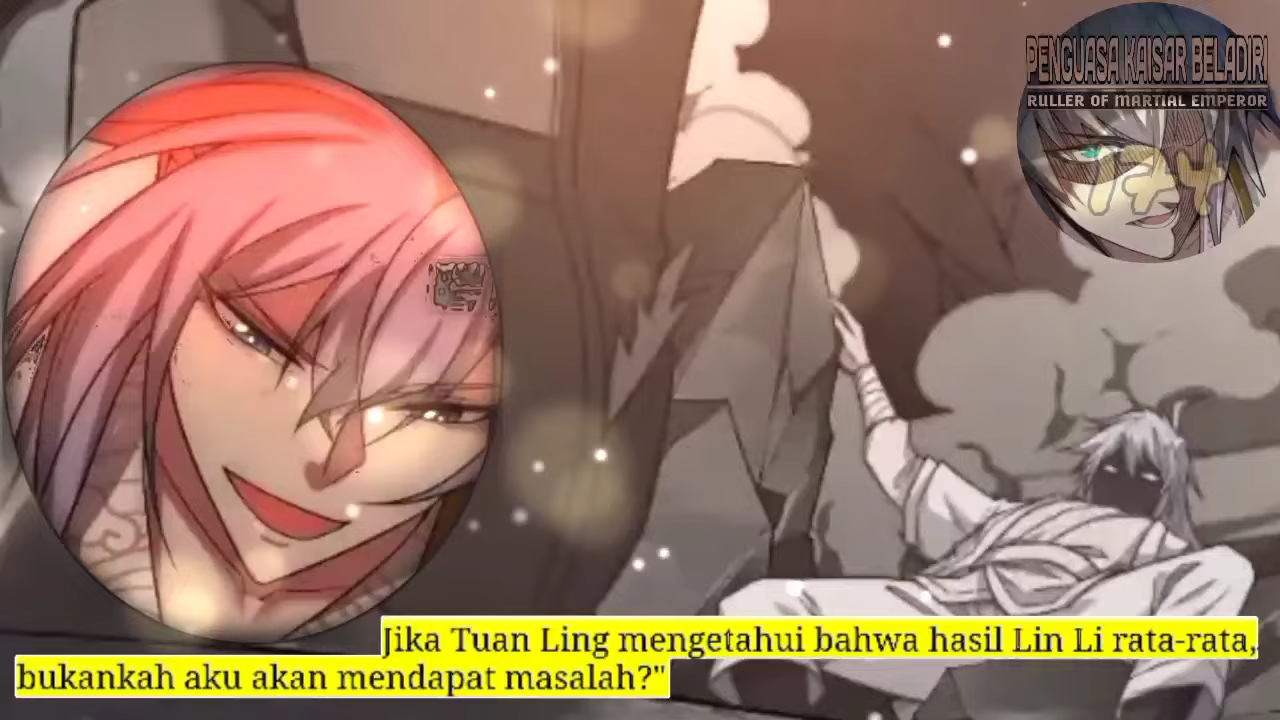 PENGUASA KAISAR BELADIRI
RULLER OF MARTIAL EMPEROR
Jika Tuan Ling mengetahui bahwa hasil Lin Li rata-rata,
bukankah aku akan mendapat masalah?"